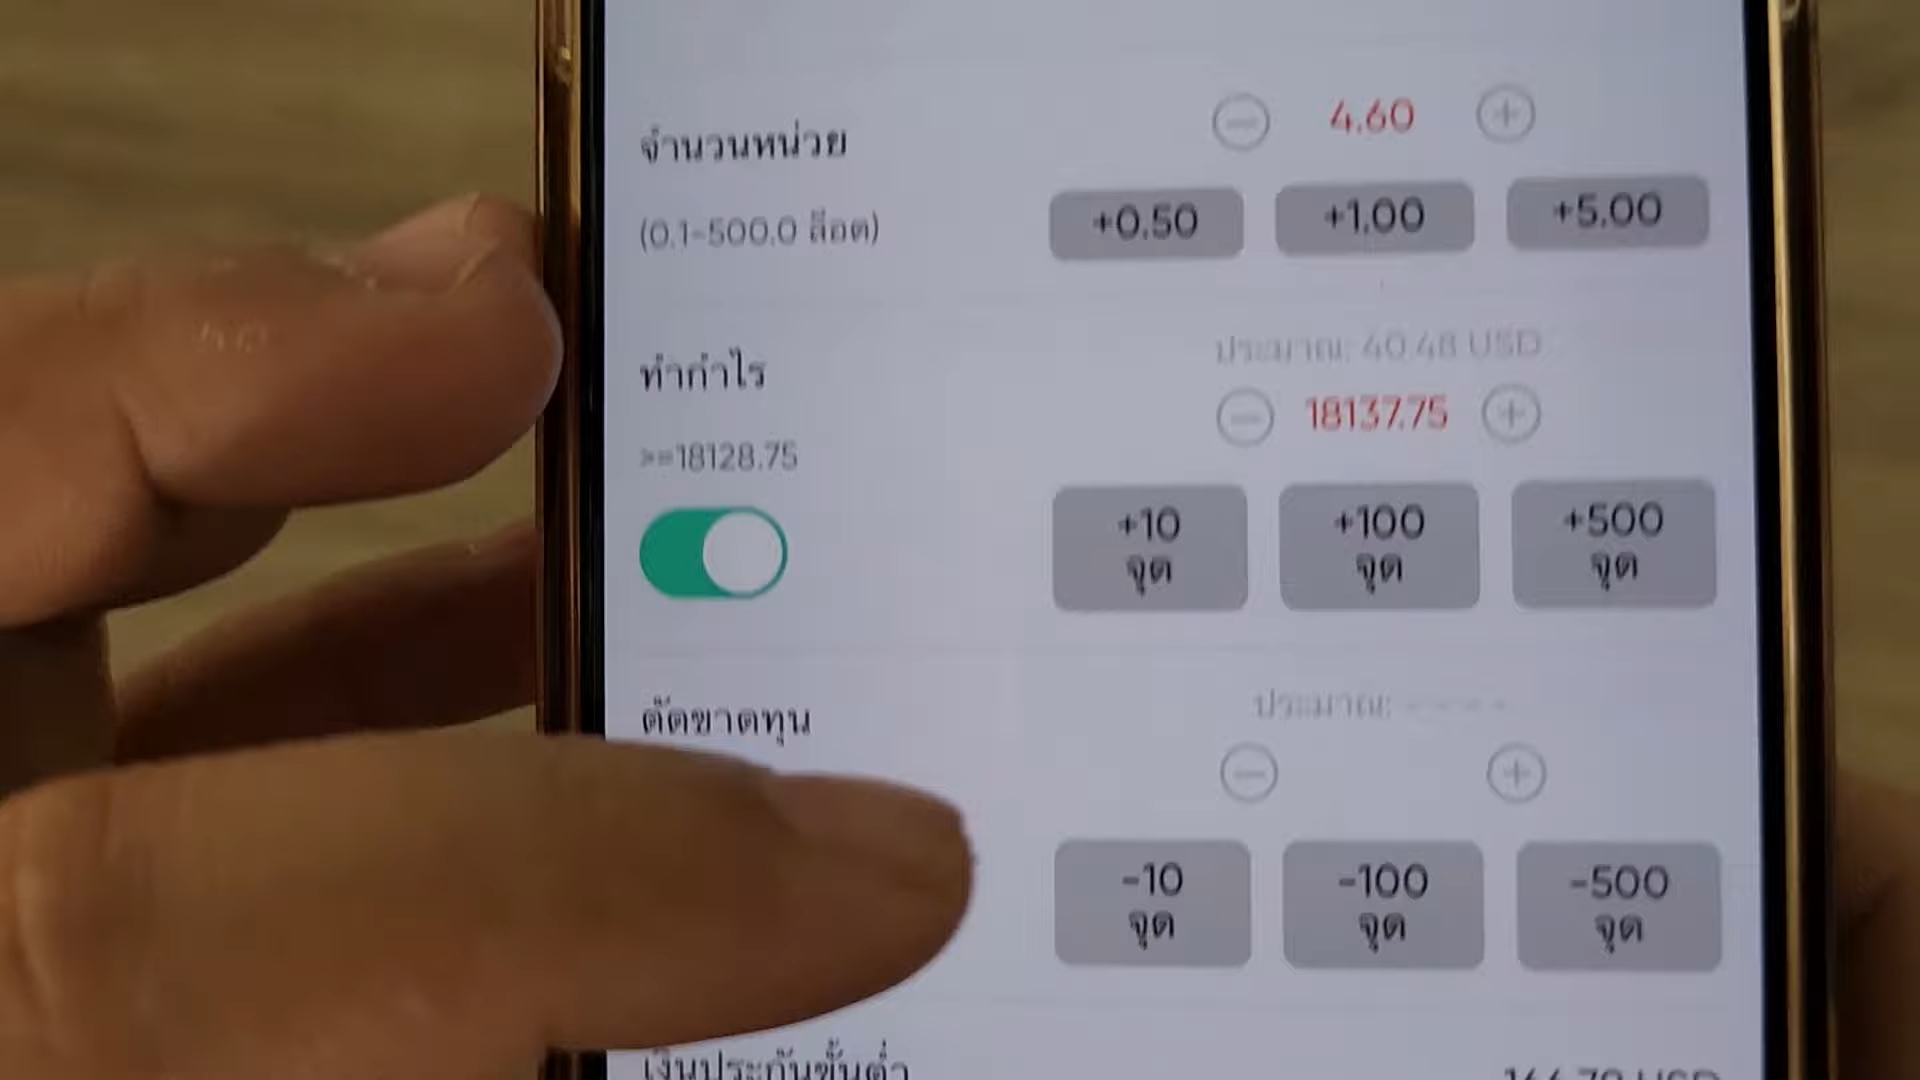 4.60
จำนวนหน่วย
(0.1-500.0 ล็อต)
+0.50 +1.00 +5.00
ประมาณ: 40.48 USD
ทำกำไร
18137.75
>=18128.75
+10 จุด
+100 จุด
+500 จุด
ตัดขาดทุน
ประมาณ: ----
-10 จุด
-100 จุด
-500 จุด
เงินประกันขั้นต่ำ